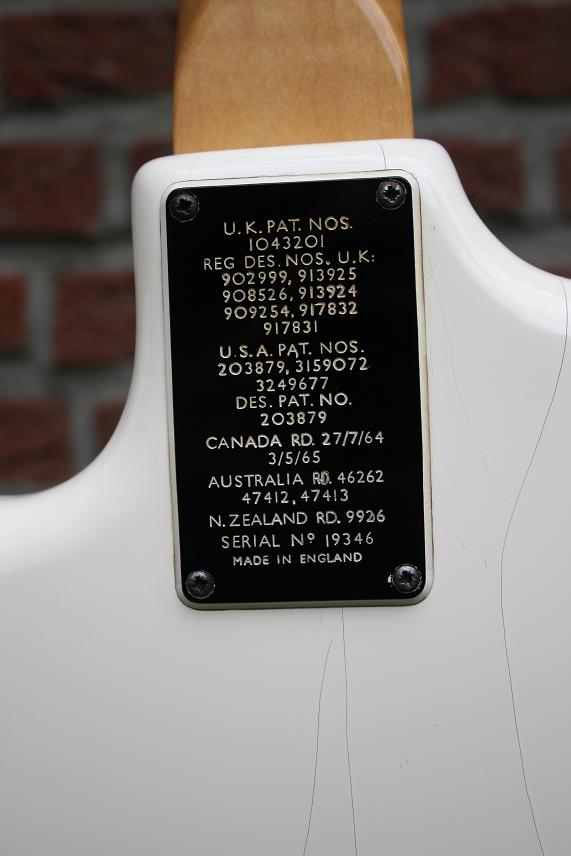 U.K. PAT. NOS.
1043201
REG DES. NOS. U.K:
902999, 913925
908526, 913924
909254, 917832
917831
U.S.A. PAT. NOS.
203879, 3159072
3249677
DES. PAT. NO.
203879
CANADA RD. 27/7/64
3/5/65
AUSTRALIA RD. 46262
47412, 47413
N. ZEALAND RD. 9926
SERIAL Nº 19346
MADE IN ENGLAND